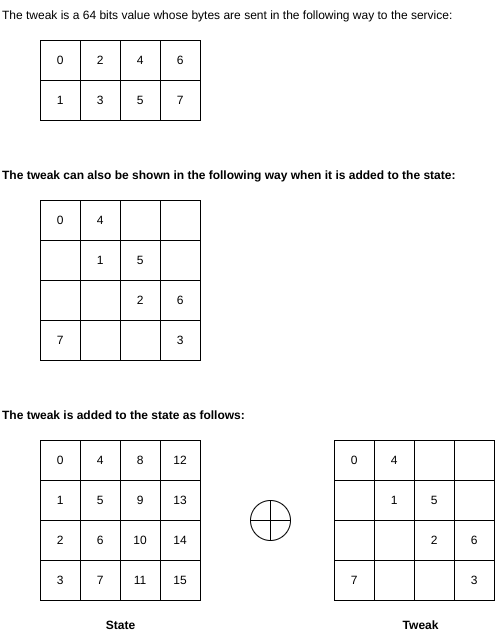 The tweak is a 64 bits value whose bytes are sent in the following way to the service:
0 2 4 6
1 3 5 7
The tweak can also be shown in the following way when it is added to the state:
0 4
1 5
2 6
7 3
The tweak is added to the state as follows:
0 4 8 12 0 4
1 5 9 13 1 5
2 6 10 14 2 6
3 7 11 15 7 3
State Tweak